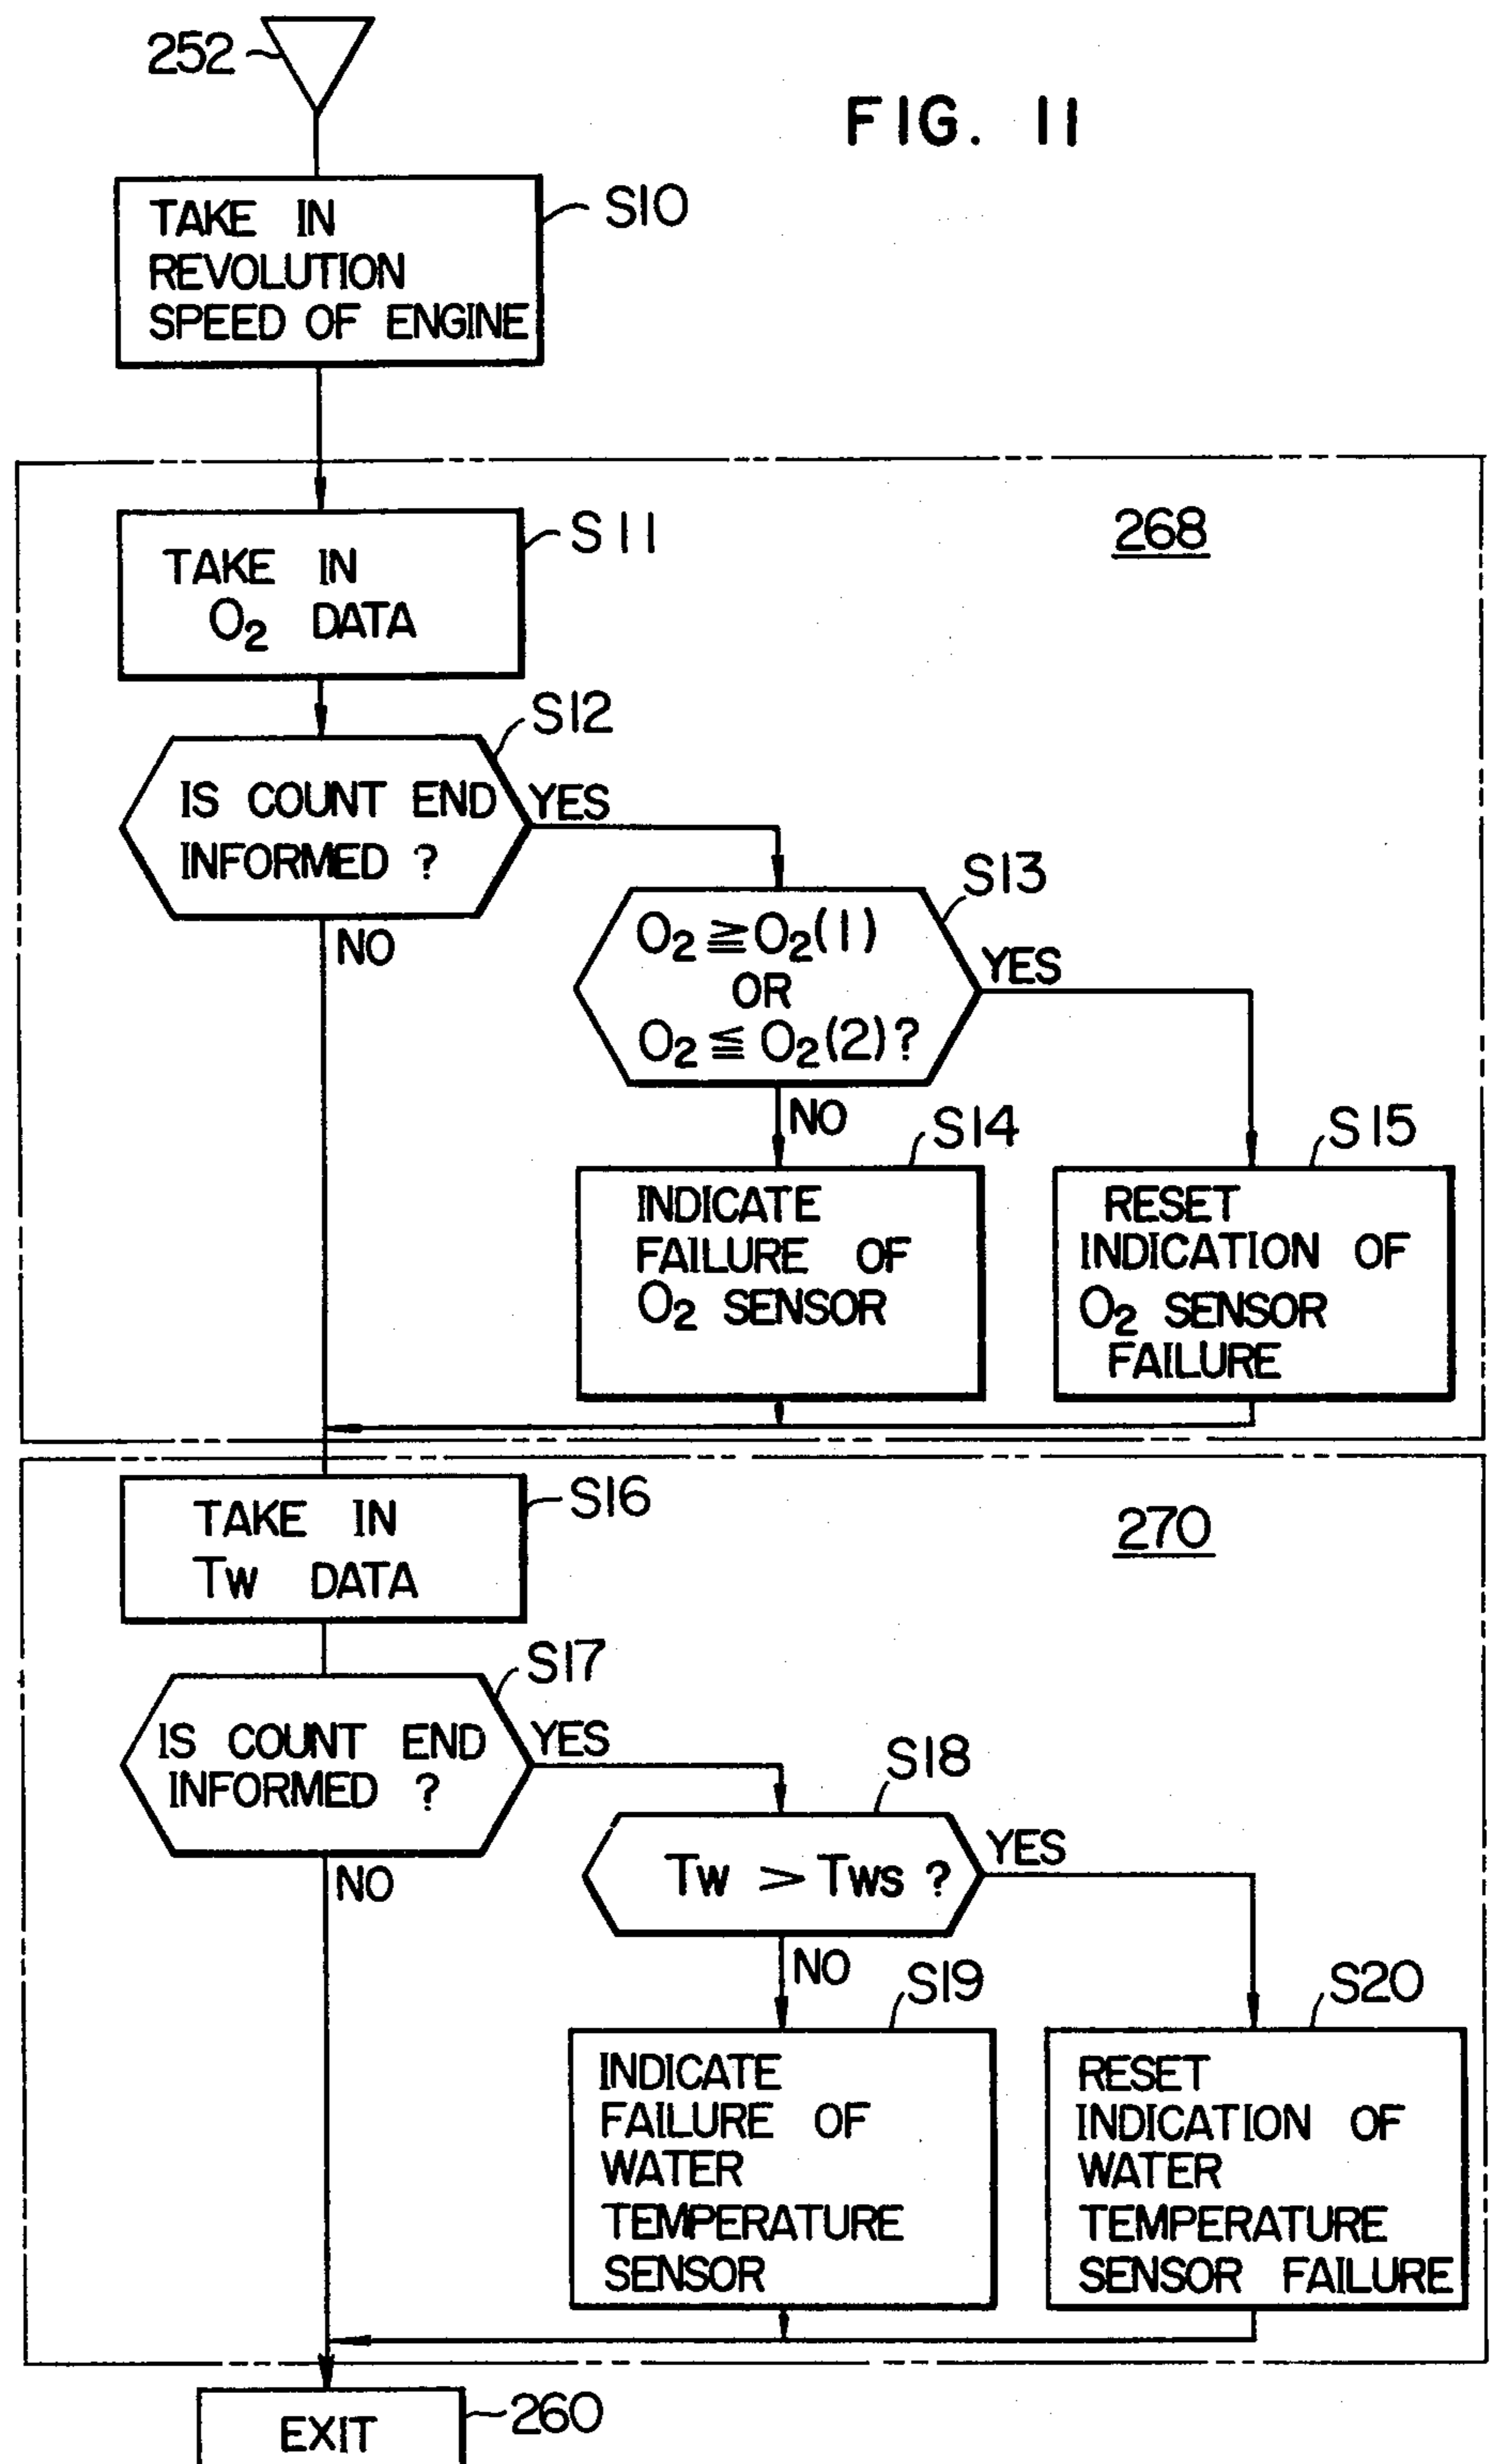 252
FIG. 11
TAKE IN
REVOLUTION
SPEED OF ENGINE
S10
268
TAKE IN
O₂ DATA
S11
IS COUNT END
INFORMED ?
S12
YES
NO
O₂ ≧ O₂(1)
OR
O₂ ≦ O₂(2)?
S13
YES
NO
INDICATE
FAILURE OF
O₂ SENSOR
S14
RESET
INDICATION OF
O₂ SENSOR
FAILURE
S15
270
TAKE IN
TW DATA
S16
IS COUNT END
INFORMED ?
S17
YES
NO
TW > TWS ?
S18
YES
NO
INDICATE
FAILURE OF
WATER
TEMPERATURE
SENSOR
S19
RESET
INDICATION OF
WATER
TEMPERATURE
SENSOR FAILURE
S20
EXIT
260